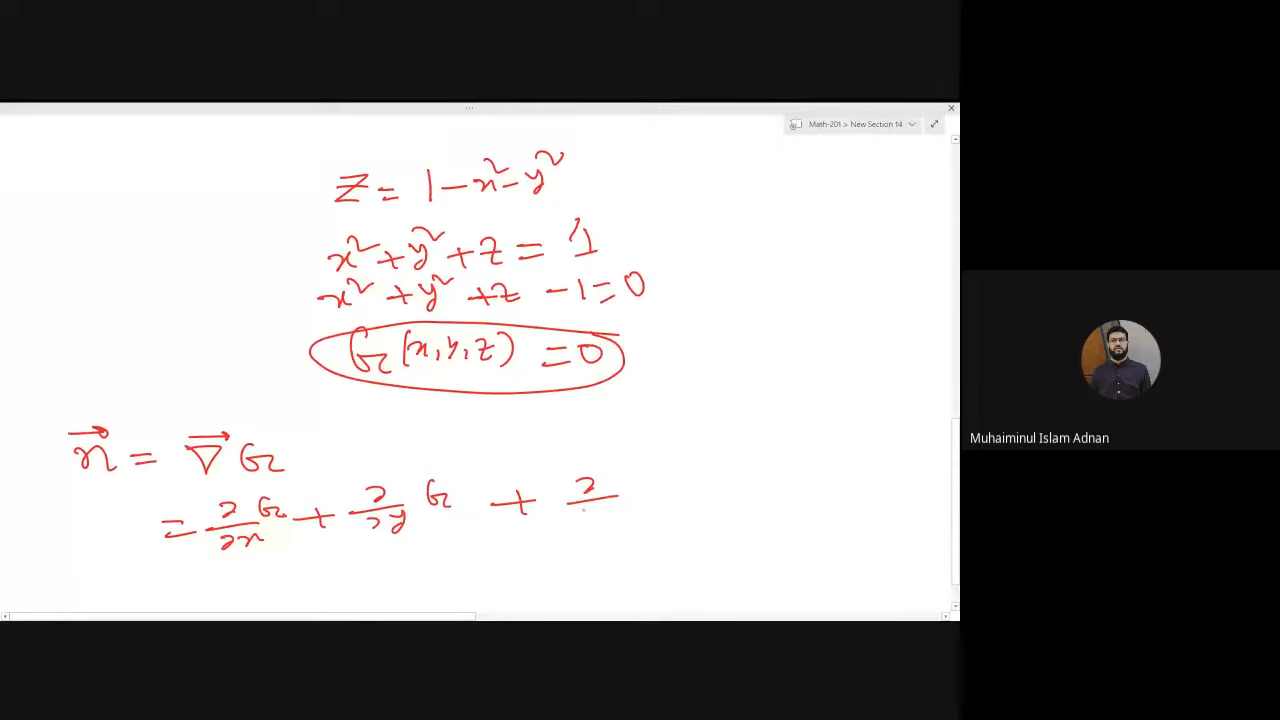 Math-201 > New Section 14
z = 1 - x² - y²
x² + y² + z = 1
x² + y² + z - 1 = 0
G(x, y, z) = 0
Muhaiminul Islam Adnan
n⃗ = ∇⃗ G
= ∂/∂x G + ∂/∂y G + ∂